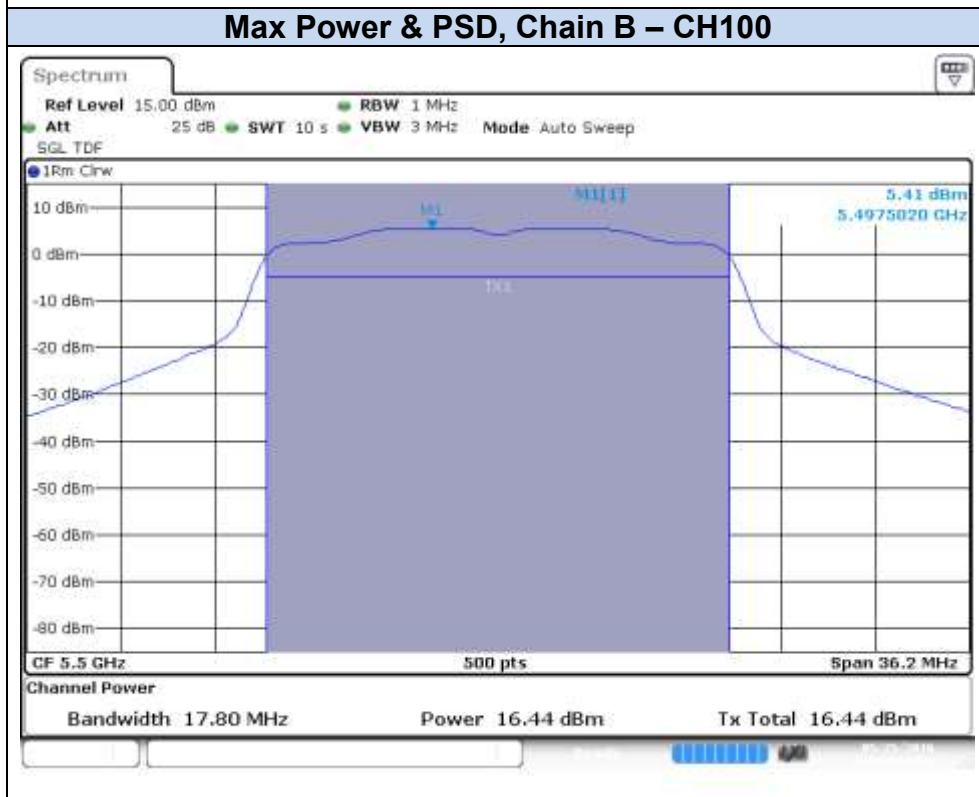 Max Power & PSD, Chain B – CH100
Spectrum
Ref Level 15.00 dBm RBW 1 MHz
Att 25 dB SWT 10 s VBW 3 MHz Mode Auto Sweep
SGL TDF
1Rm Clrw
M1[1] 5.41 dBm
5.4975020 GHz
M1
10 dBm
0 dBm
TX1
-10 dBm
-20 dBm
-30 dBm
-40 dBm
-50 dBm
-60 dBm
-70 dBm
-80 dBm
CF 5.5 GHz 500 pts Span 36.2 MHz
Channel Power
Bandwidth 17.80 MHz Power 16.44 dBm Tx Total 16.44 dBm